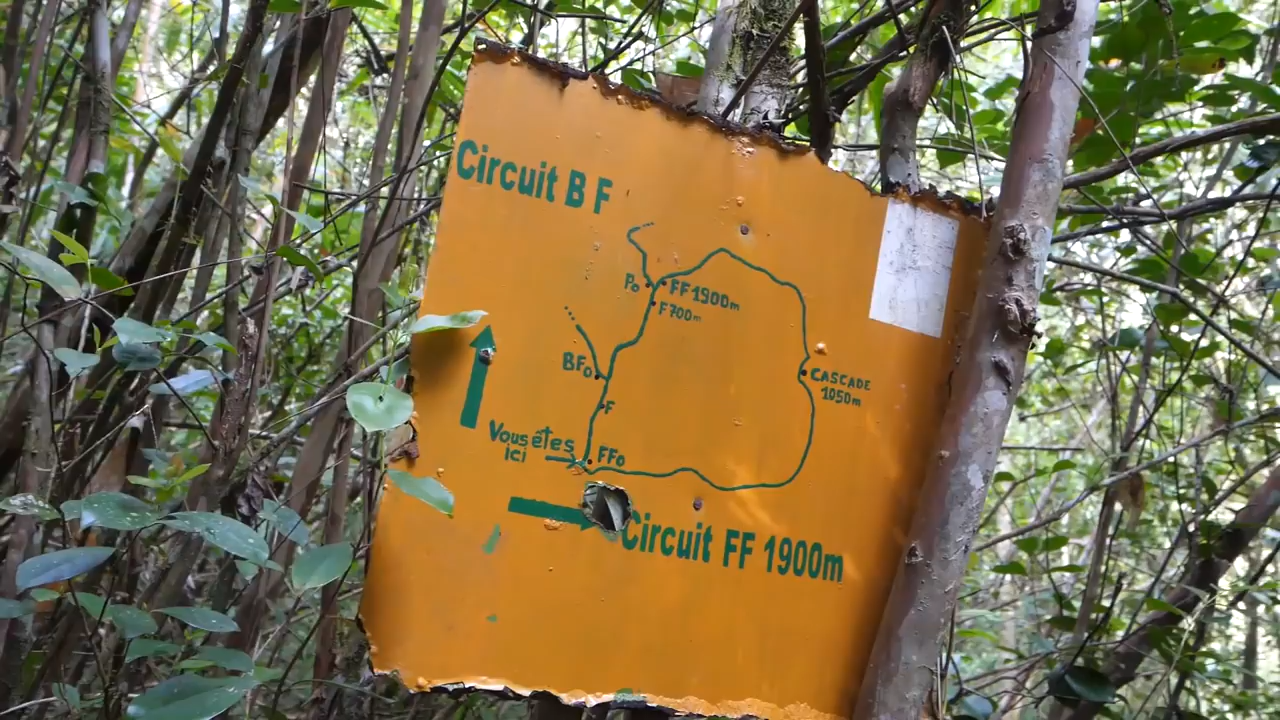 Circuit B F
Po
FF 1900m
F 700m
BFo
CASCADE
1050m
F
Vous êtes
ici
FFo
Circuit FF 1900m